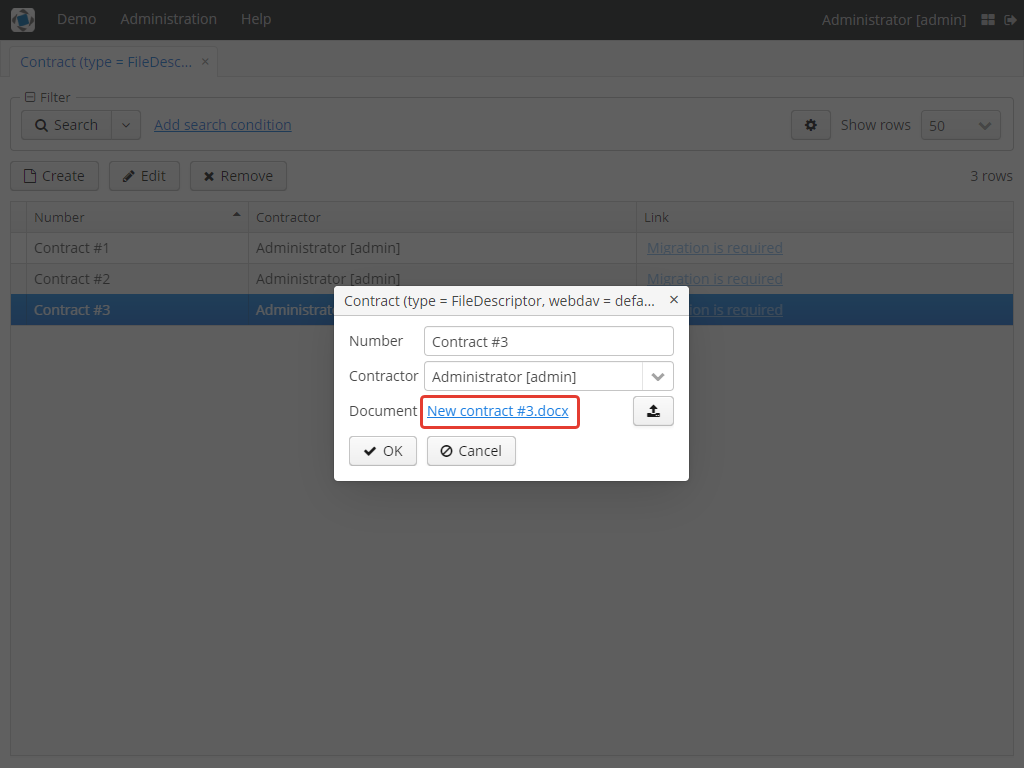 Demo Administration Help Administrator [admin]
Contract (type = FileDesc... ×
Filter
Search Add search condition Show rows 50
Create Edit Remove 3 rows
Number Contractor Link
Contract #1 Administrator [admin] Migration is required
Contract #2 Administrator [admin] Migration is required
Contract #3 Administrat on is required
Contract (type = FileDescriptor, webdav = defa... ×
Number Contract #3
Contractor Administrator [admin]
Document New contract #3.docx
OK Cancel